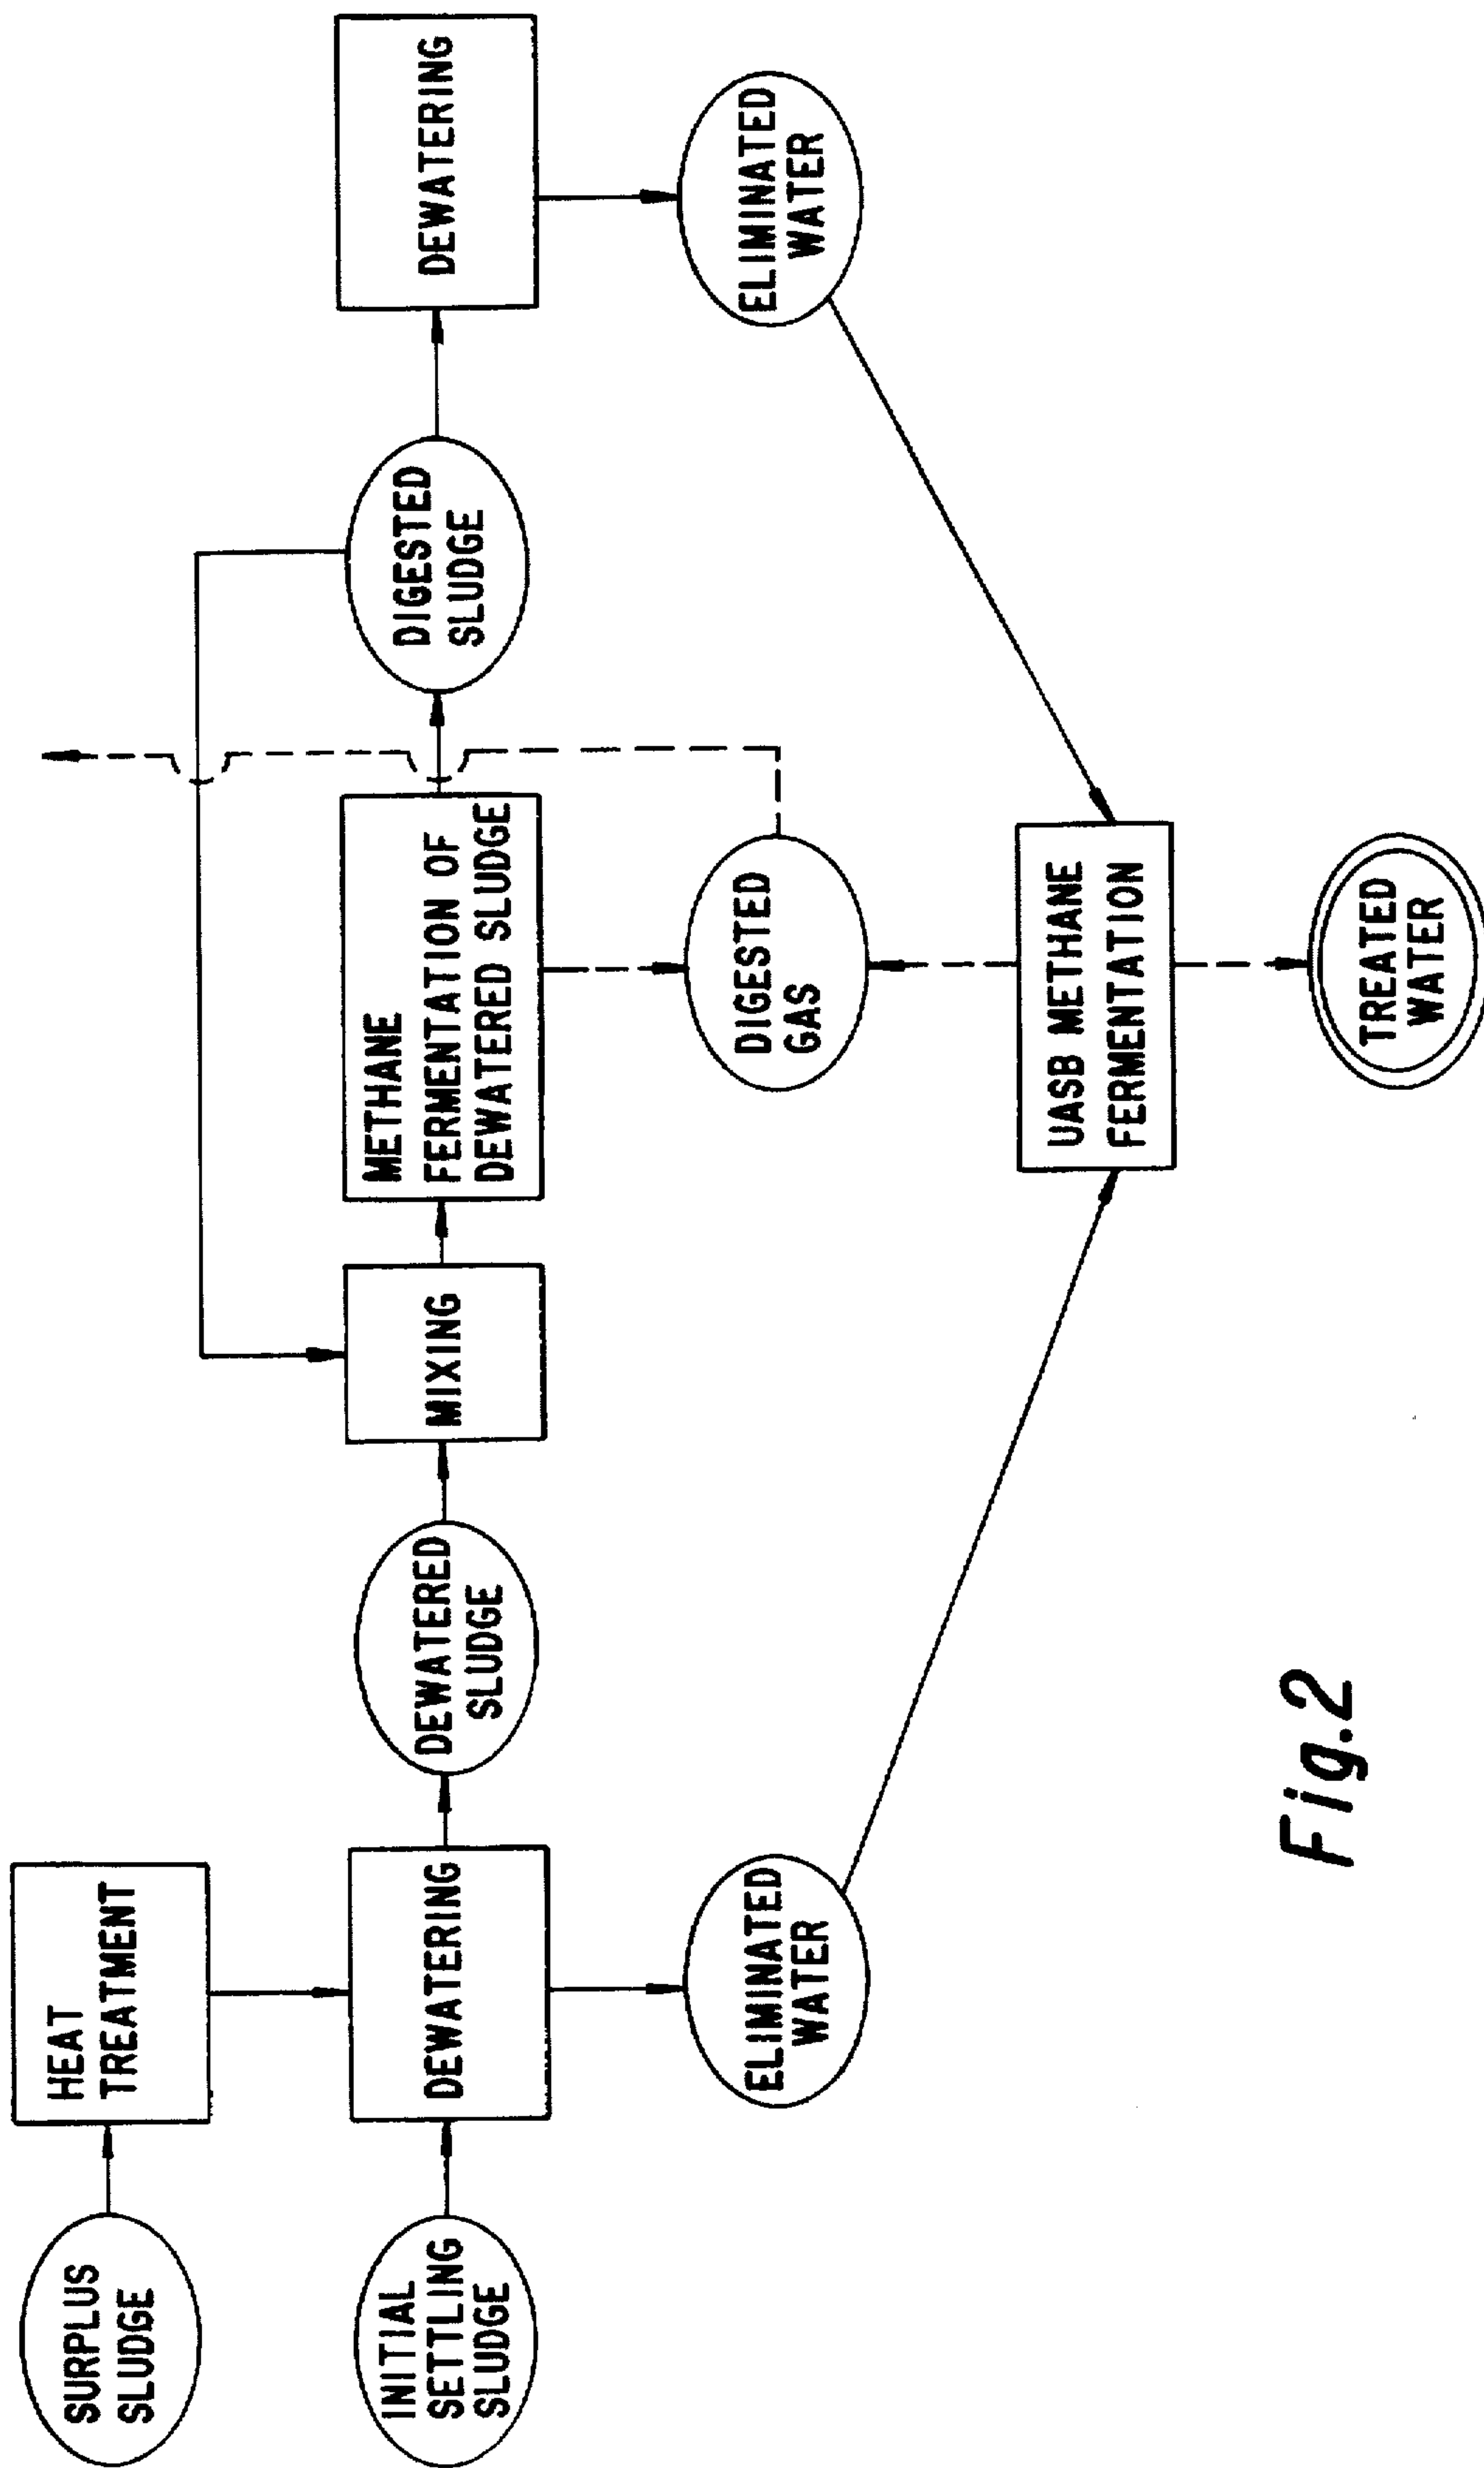 SURPLUS
SLUDGE
HEAT
TREATMENT
INITIAL
SETTLING
SLUDGE
DEWATERING
DEWATERED
SLUDGE
MIXING
METHANE
FERMENTATION OF
DEWATERED SLUDGE
DIGESTED
SLUDGE
DEWATERING
ELIMINATED
WATER
DIGESTED
GAS
ELIMINATED
WATER
UASB METHANE
FERMENTATION
TREATED
WATER
Fig.2